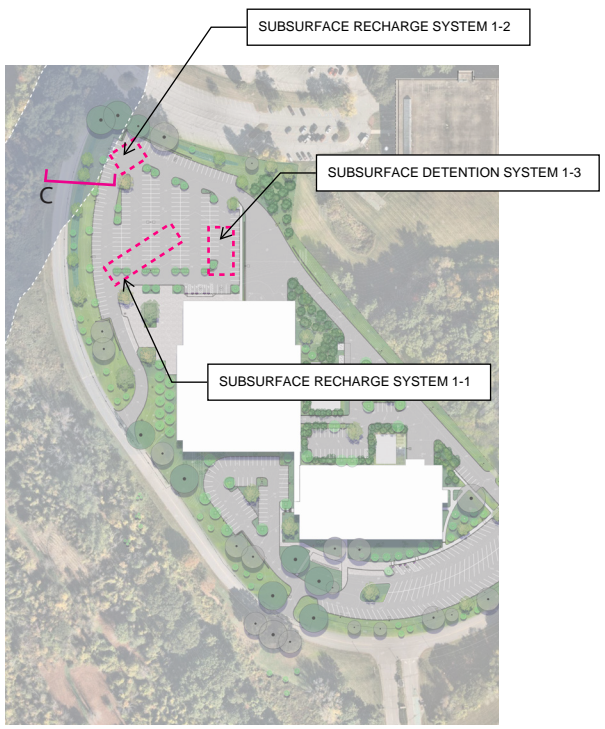 SUBSURFACE RECHARGE SYSTEM 1-2
SUBSURFACE DETENTION SYSTEM 1-3
C
SUBSURFACE RECHARGE SYSTEM 1-1